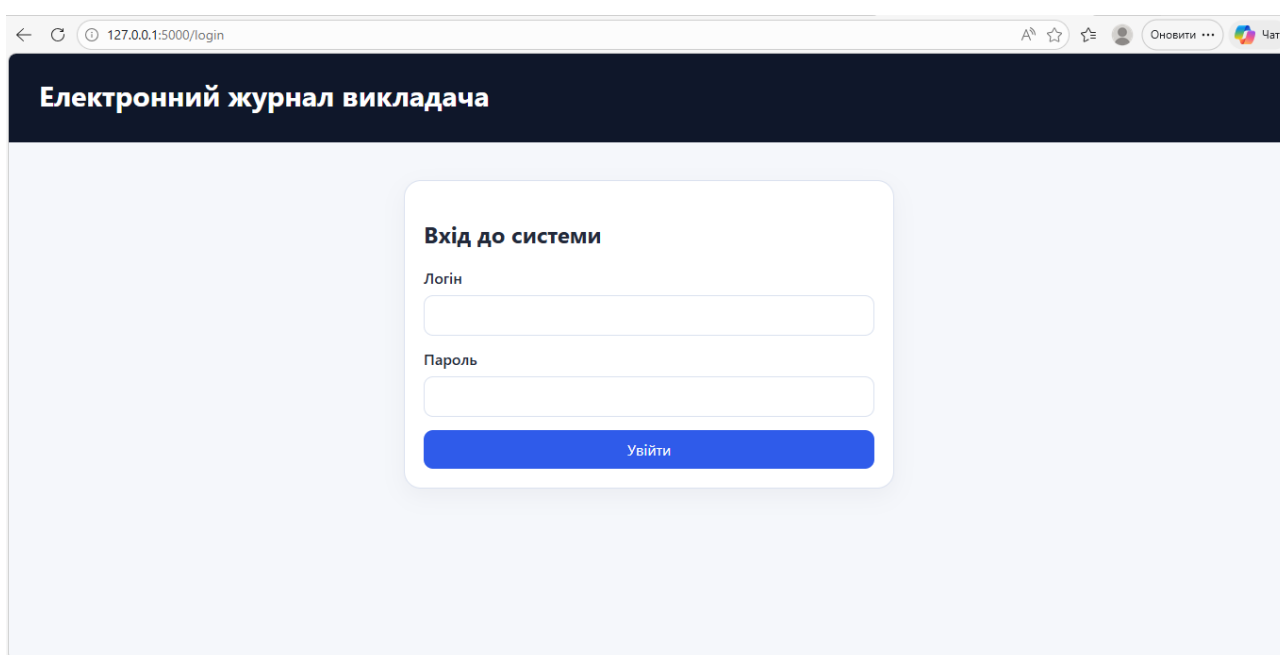 127.0.0.1:5000/login
Оновити
Чат
Електронний журнал викладача
Вхід до системи
Логін
Пароль
Увійти